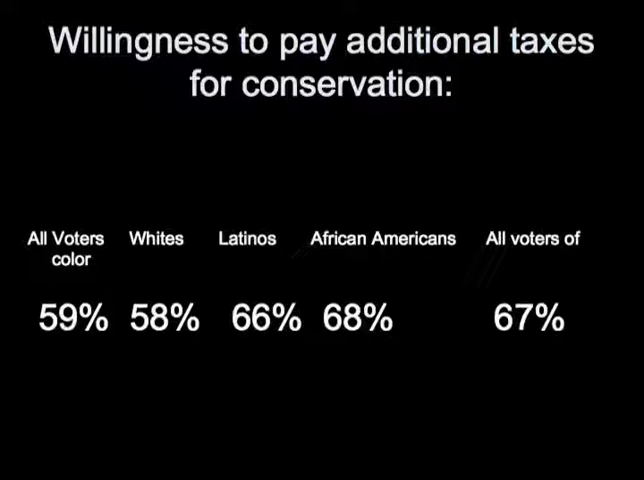 Willingness to pay additional taxes
for conservation:
All Voters Whites Latinos African Americans All voters of
color
59% 58% 66% 68% 67%